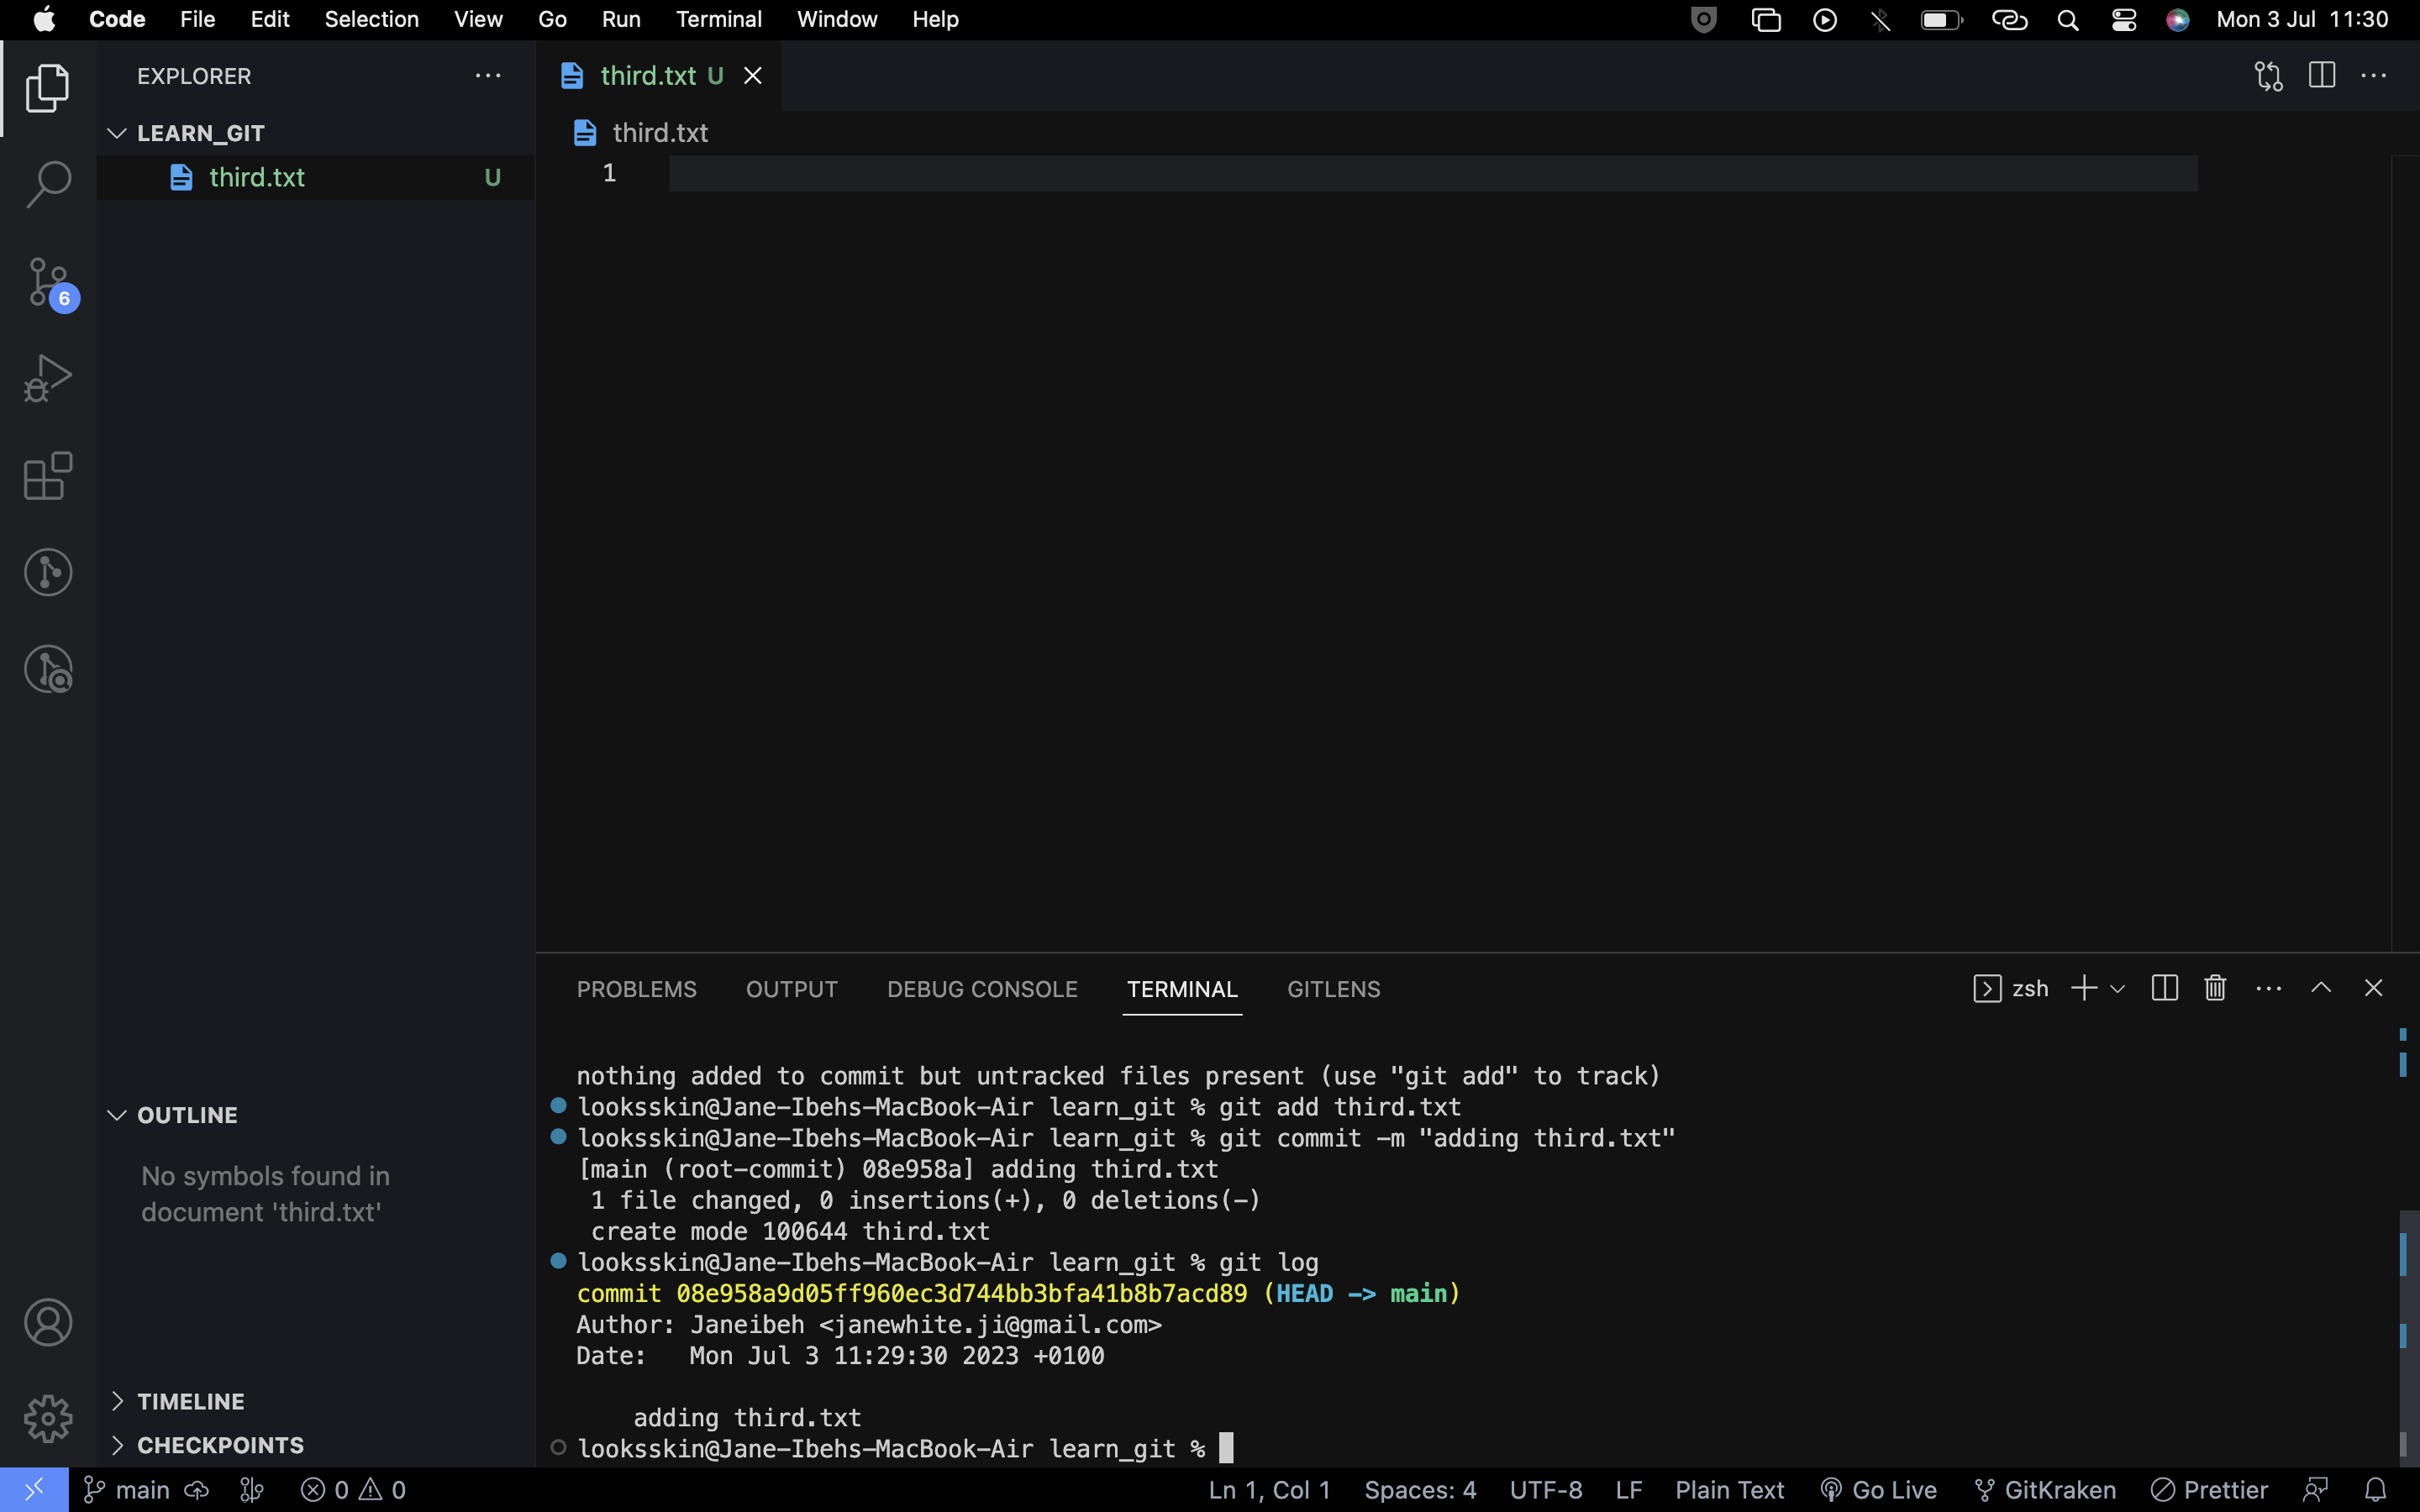 Code File Edit Selection View Go Run Terminal Window Help Mon 3 Jul 11:30
EXPLORER
LEARN_GIT
third.txt U
6
third.txt U
third.txt
1
OUTLINE
No symbols found in
document 'third.txt'
TIMELINE
CHECKPOINTS
PROBLEMS OUTPUT DEBUG CONSOLE TERMINAL GITLENS zsh
nothing added to commit but untracked files present (use "git add" to track)
looksskin@Jane-Ibehs-MacBook-Air learn_git % git add third.txt
looksskin@Jane-Ibehs-MacBook-Air learn_git % git commit -m "adding third.txt"
[main (root-commit) 08e958a] adding third.txt
1 file changed, 0 insertions(+), 0 deletions(-)
create mode 100644 third.txt
looksskin@Jane-Ibehs-MacBook-Air learn_git % git log
commit 08e958a9d05ff960ec3d744bb3bfa41b8b7acd89 (HEAD -> main)
Author: Janeibeh <janewhite.ji@gmail.com>
Date:   Mon Jul 3 11:29:30 2023 +0100
adding third.txt
looksskin@Jane-Ibehs-MacBook-Air learn_git %
main 0 0 Ln 1, Col 1 Spaces: 4 UTF-8 LF Plain Text Go Live GitKraken Prettier